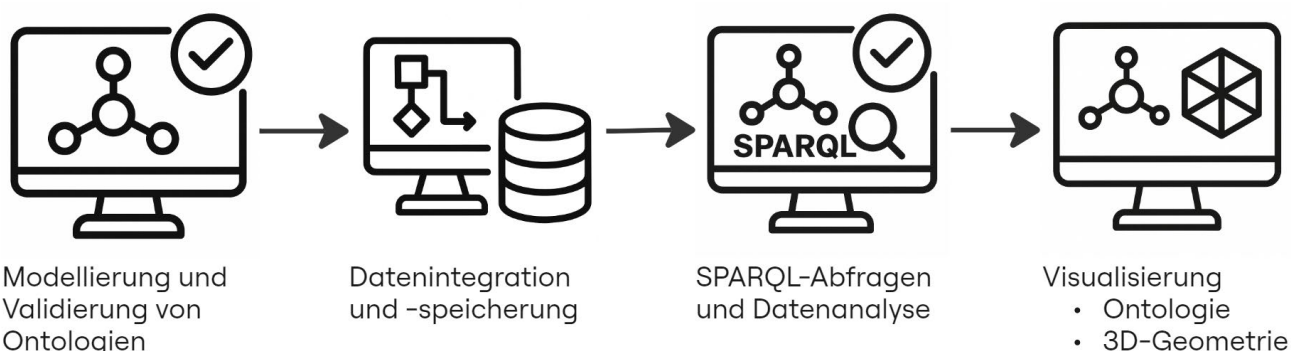 SPARQL
Modellierung und
Validierung von
Ontologien
Datenintegration
und -speicherung
SPARQL-Abfragen
und Datenanalyse
Visualisierung
• Ontologie
• 3D-Geometrie